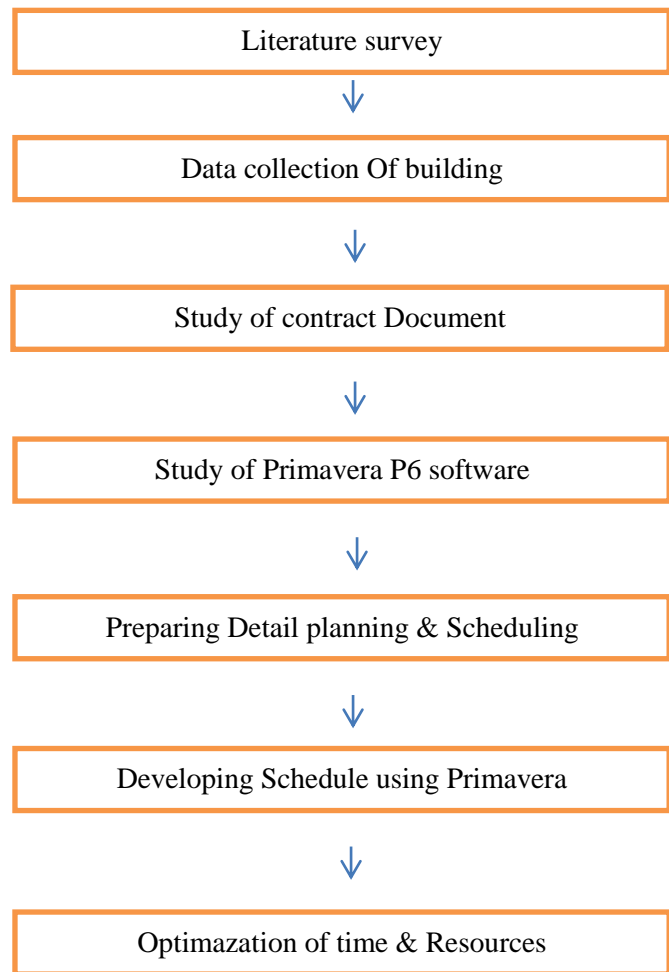 Literature survey
Data collection Of building
Study of contract Document
Study of Primavera P6 software
Preparing Detail planning & Scheduling
Developing Schedule using Primavera
Optimazation of time & Resources